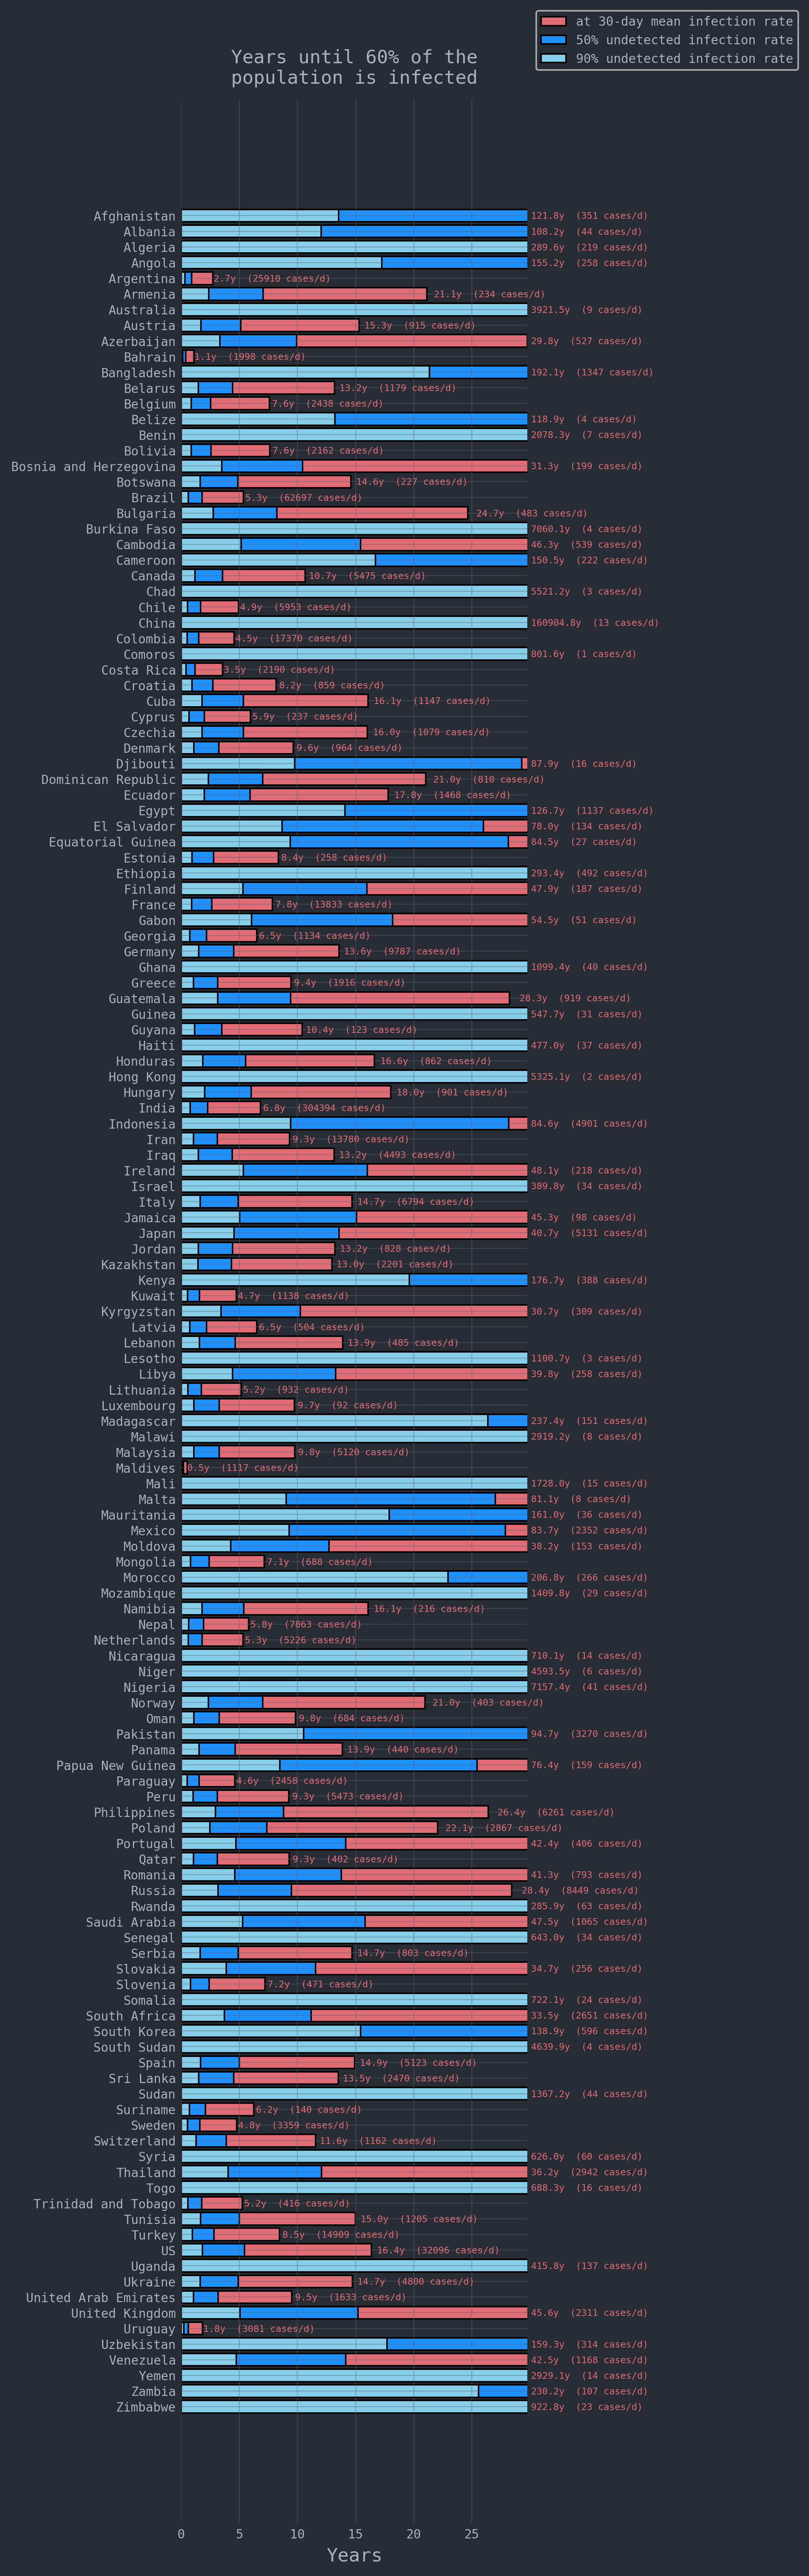 at 30-day mean infection rate
50% undetected infection rate
90% undetected infection rate
Years until 60% of the
population is infected
Afghanistan 121.8y (351 cases/d)
Albania 108.2y (44 cases/d)
Algeria 289.6y (219 cases/d)
Angola 155.2y (258 cases/d)
Argentina 2.7y (25910 cases/d)
Armenia 21.1y (234 cases/d)
Australia 3921.5y (9 cases/d)
Austria 15.3y (915 cases/d)
Azerbaijan 29.8y (527 cases/d)
Bahrain 1.1y (1998 cases/d)
Bangladesh 192.1y (1347 cases/d)
Belarus 13.2y (1179 cases/d)
Belgium 7.6y (2438 cases/d)
Belize 118.9y (4 cases/d)
Benin 2078.3y (7 cases/d)
Bolivia 7.6y (2162 cases/d)
Bosnia and Herzegovina 31.3y (199 cases/d)
Botswana 14.6y (227 cases/d)
Brazil 5.3y (62697 cases/d)
Bulgaria 24.7y (483 cases/d)
Burkina Faso 7060.1y (4 cases/d)
Cambodia 46.3y (539 cases/d)
Cameroon 150.5y (222 cases/d)
Canada 10.7y (5475 cases/d)
Chad 5521.2y (3 cases/d)
Chile 4.9y (5953 cases/d)
China 160904.8y (13 cases/d)
Colombia 4.5y (17370 cases/d)
Comoros 801.6y (1 cases/d)
Costa Rica 3.5y (2190 cases/d)
Croatia 8.2y (859 cases/d)
Cuba 16.1y (1147 cases/d)
Cyprus 5.9y (237 cases/d)
Czechia 16.0y (1079 cases/d)
Denmark 9.6y (964 cases/d)
Djibouti 87.9y (16 cases/d)
Dominican Republic 21.0y (810 cases/d)
Ecuador 17.8y (1468 cases/d)
Egypt 126.7y (1137 cases/d)
El Salvador 78.0y (134 cases/d)
Equatorial Guinea 84.5y (27 cases/d)
Estonia 8.4y (258 cases/d)
Ethiopia 293.4y (492 cases/d)
Finland 47.9y (187 cases/d)
France 7.8y (13833 cases/d)
Gabon 54.5y (51 cases/d)
Georgia 6.5y (1134 cases/d)
Germany 13.6y (9787 cases/d)
Ghana 1099.4y (40 cases/d)
Greece 9.4y (1916 cases/d)
Guatemala 28.3y (919 cases/d)
Guinea 547.7y (31 cases/d)
Guyana 10.4y (123 cases/d)
Haiti 477.0y (37 cases/d)
Honduras 16.6y (862 cases/d)
Hong Kong 5325.1y (2 cases/d)
Hungary 18.0y (901 cases/d)
India 6.8y (304394 cases/d)
Indonesia 84.6y (4901 cases/d)
Iran 9.3y (13780 cases/d)
Iraq 13.2y (4493 cases/d)
Ireland 48.1y (218 cases/d)
Israel 389.8y (34 cases/d)
Italy 14.7y (6794 cases/d)
Jamaica 45.3y (98 cases/d)
Japan 40.7y (5131 cases/d)
Jordan 13.2y (828 cases/d)
Kazakhstan 13.0y (2201 cases/d)
Kenya 176.7y (388 cases/d)
Kuwait 4.7y (1138 cases/d)
Kyrgyzstan 30.7y (309 cases/d)
Latvia 6.5y (504 cases/d)
Lebanon 13.9y (485 cases/d)
Lesotho 1100.7y (3 cases/d)
Libya 39.8y (258 cases/d)
Lithuania 5.2y (932 cases/d)
Luxembourg 9.7y (92 cases/d)
Madagascar 237.4y (151 cases/d)
Malawi 2919.2y (8 cases/d)
Malaysia 9.8y (5120 cases/d)
Maldives 0.5y (1117 cases/d)
Mali 1728.0y (15 cases/d)
Malta 81.1y (8 cases/d)
Mauritania 161.0y (36 cases/d)
Mexico 83.7y (2352 cases/d)
Moldova 38.2y (153 cases/d)
Mongolia 7.1y (688 cases/d)
Morocco 206.8y (266 cases/d)
Mozambique 1409.8y (29 cases/d)
Namibia 16.1y (216 cases/d)
Nepal 5.8y (7863 cases/d)
Netherlands 5.3y (5226 cases/d)
Nicaragua 710.1y (14 cases/d)
Niger 4593.5y (6 cases/d)
Nigeria 7157.4y (41 cases/d)
Norway 21.0y (403 cases/d)
Oman 9.8y (684 cases/d)
Pakistan 94.7y (3270 cases/d)
Panama 13.9y (440 cases/d)
Papua New Guinea 76.4y (159 cases/d)
Paraguay 4.6y (2458 cases/d)
Peru 9.3y (5473 cases/d)
Philippines 26.4y (6261 cases/d)
Poland 22.1y (2867 cases/d)
Portugal 42.4y (406 cases/d)
Qatar 9.3y (402 cases/d)
Romania 41.3y (793 cases/d)
Russia 28.4y (8449 cases/d)
Rwanda 285.9y (63 cases/d)
Saudi Arabia 47.5y (1065 cases/d)
Senegal 643.0y (34 cases/d)
Serbia 14.7y (803 cases/d)
Slovakia 34.7y (256 cases/d)
Slovenia 7.2y (471 cases/d)
Somalia 722.1y (24 cases/d)
South Africa 33.5y (2651 cases/d)
South Korea 138.9y (596 cases/d)
South Sudan 4639.9y (4 cases/d)
Spain 14.9y (5123 cases/d)
Sri Lanka 13.5y (2470 cases/d)
Sudan 1367.2y (44 cases/d)
Suriname 6.2y (140 cases/d)
Sweden 4.8y (3359 cases/d)
Switzerland 11.6y (1162 cases/d)
Syria 626.0y (60 cases/d)
Thailand 36.2y (2942 cases/d)
Togo 688.3y (16 cases/d)
Trinidad and Tobago 5.2y (416 cases/d)
Tunisia 15.0y (1205 cases/d)
Turkey 8.5y (14909 cases/d)
US 16.4y (32096 cases/d)
Uganda 415.8y (137 cases/d)
Ukraine 14.7y (4800 cases/d)
United Arab Emirates 9.5y (1633 cases/d)
United Kingdom 45.6y (2311 cases/d)
Uruguay 1.8y (3081 cases/d)
Uzbekistan 159.3y (314 cases/d)
Venezuela 42.5y (1168 cases/d)
Yemen 2929.1y (14 cases/d)
Zambia 230.2y (107 cases/d)
Zimbabwe 922.8y (23 cases/d)
0 5 10 15 20 25
Years